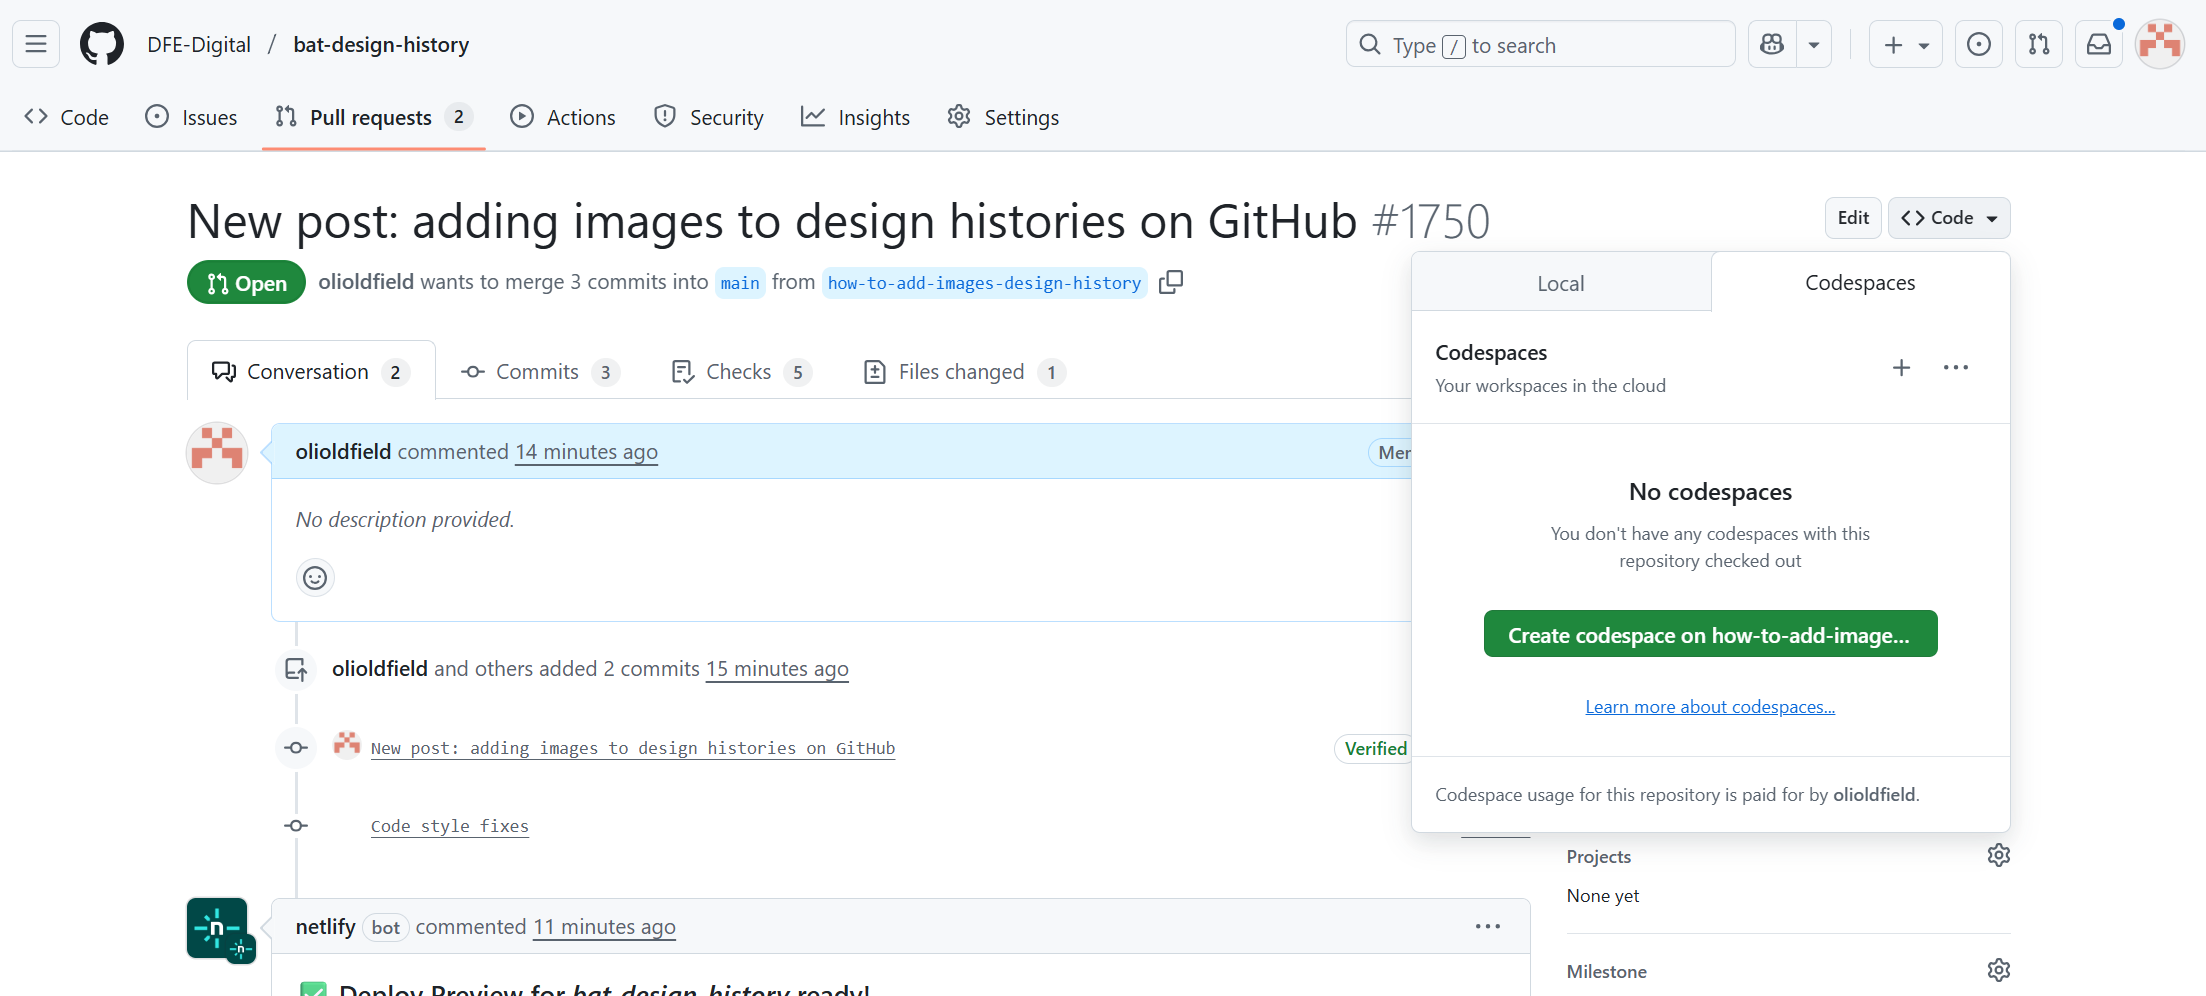 DFE-Digital / bat-design-history
Type / to search
Code
Issues
Pull requests 2
Actions
Security
Insights
Settings
New post: adding images to design histories on GitHub #1750
Edit
Code
Open
olioldfield wants to merge 3 commits into main from how-to-add-images-design-history
Local
Codespaces
Conversation 2
Commits 3
Checks 5
Files changed 1
Codespaces
Your workspaces in the cloud
No codespaces
You don't have any codespaces with this
repository checked out
Create codespace on how-to-add-image...
Learn more about codespaces...
Codespace usage for this repository is paid for by olioldfield.
olioldfield commented 14 minutes ago
No description provided.
olioldfield and others added 2 commits 15 minutes ago
New post: adding images to design histories on GitHub
Verified
Code style fixes
netlify bot commented 11 minutes ago
Deploy Preview for bat-design-history ready!
Projects
None yet
Milestone